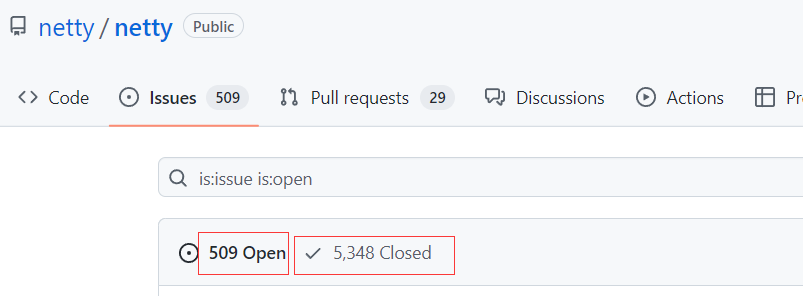 netty / netty Public
Code Issues 509 Pull requests 29 Discussions Actions
is:issue is:open
509 Open 5,348 Closed